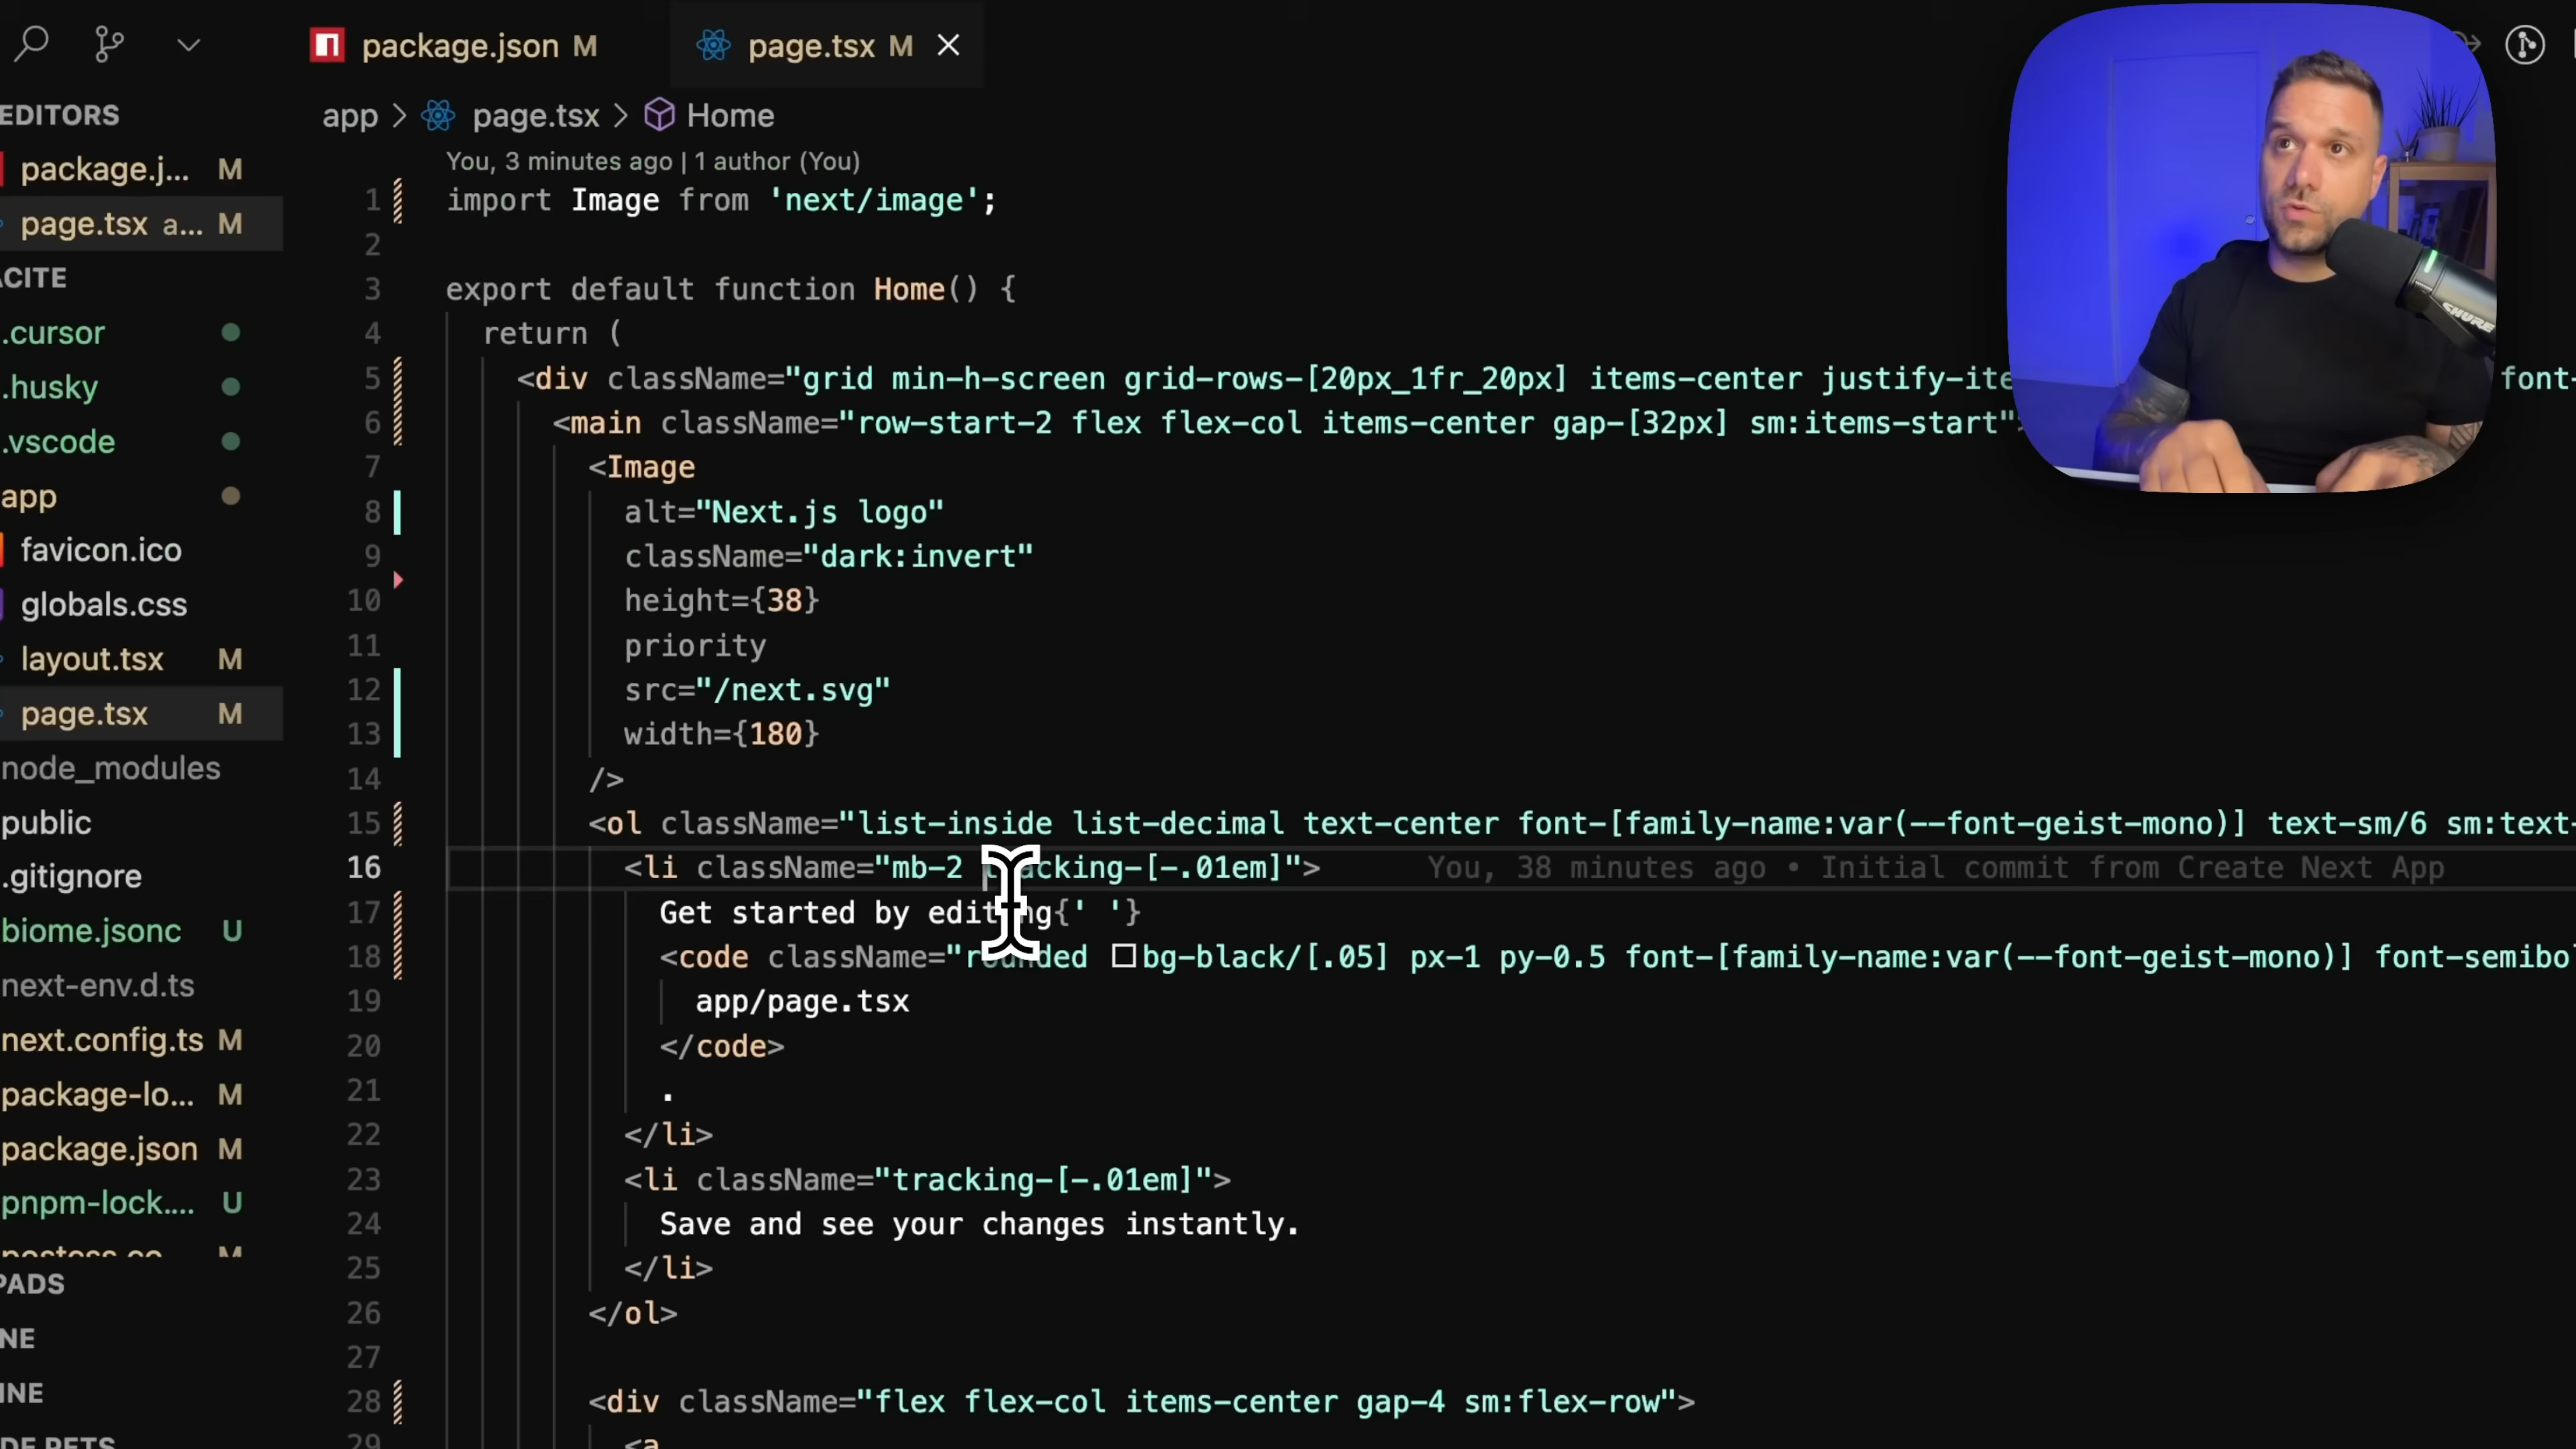 package.json M
page.tsx M
EDITORS
package.j... M
page.tsx a... M
ACITE
.cursor
.husky
.vscode
app
favicon.ico
globals.css
layout.tsx M
page.tsx M
node_modules
public
.gitignore
biome.jsonc U
next-env.d.ts
next.config.ts M
package-lo... M
package.json M
pnpm-lock.... U
postcss.co... M
PADS
NE
INE
DE PETS
app > page.tsx > Home
You, 3 minutes ago | 1 author (You)
1 import Image from 'next/image';
2
3 export default function Home() {
4 return (
5 <div className="grid min-h-screen grid-rows-[20px_1fr_20px] items-center justify-ite font-
6 <main className="row-start-2 flex flex-col items-center gap-[32px] sm:items-start">
7 <Image
8 alt="Next.js logo"
9 className="dark:invert"
10 height={38}
11 priority
12 src="/next.svg"
13 width={180}
14 />
15 <ol className="list-inside list-decimal text-center font-[family-name:var(--font-geist-mono)] text-sm/6 sm:text-
16 <li className="mb-2 tracking-[-.01em]"> You, 38 minutes ago • Initial commit from Create Next App
17 Get started by editing{' '}
18 <code className="rounded bg-black/[.05] px-1 py-0.5 font-[family-name:var(--font-geist-mono)] font-semibo
19 app/page.tsx
20 </code>
21 .
22 </li>
23 <li className="tracking-[-.01em]">
24 Save and see your changes instantly.
25 </li>
26 </ol>
27
28 <div className="flex flex-col items-center gap-4 sm:flex-row">
29 <a
SHURE